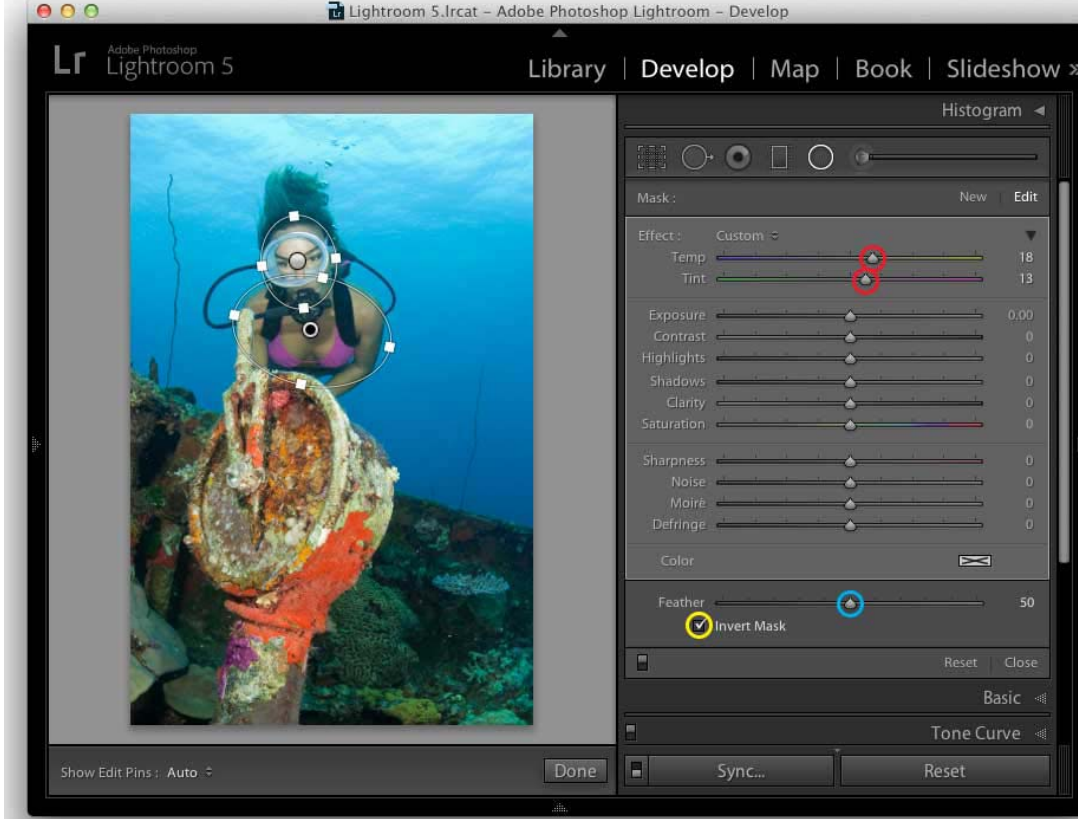 Lightroom 5.lrcat – Adobe Photoshop Lightroom – Develop
Lr Adobe Photoshop
Lightroom 5
Library | Develop | Map | Book | Slideshow »
Histogram
Mask : New | Edit
Effect : Custom
Temp 18
Tint 13
Exposure 0.00
Contrast 0
Highlights 0
Shadows 0
Clarity 0
Saturation 0
Sharpness 0
Noise 0
Moiré 0
Defringe 0
Color
Feather 50
Invert Mask
Reset | Close
Basic
Tone Curve
Show Edit Pins : Auto Done Sync... Reset